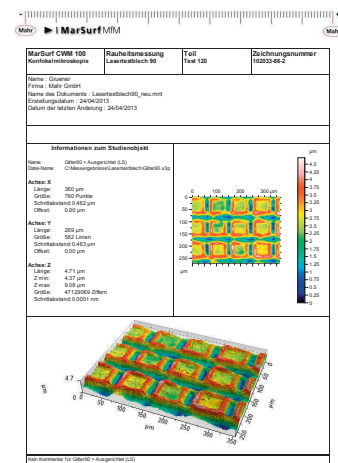 Mahr MarSurf MfM Mahr
MarSurf CWM 100 Rauheitsmessung Teil Zeichnungsnummer
Konfokalmikroskopie Lasertestblech 90 Test 120 102033-66-2
Name : Gruener
Firma : Mahr GmbH
Name des Dokuments : Lasertestblech90_neu.mnt
Erstellungsdatum : 24/04/2013
Datum der letzten Änderung : 24/04/2013
Informationen zum Studienobjekt
Name: Gitter90 > Ausgerichtet (LS)
Datei-Name: C:\Messergebnisse\Lasertestblech\Gitter90.x3p
Achse: X
Länge: 360 µm
Größe: 780 Punkte
Schrittabstand: 0.462 µm
Offset: 0.00 µm
Achse: Y
Länge: 269 µm
Größe: 582 Linien
Schrittabstand: 0.463 µm
Offset: 0.00 µm
Achse: Z
Länge: 4.71 µm
Z min: 4.37 µm
Z max: 9.08 µm
Größe: 47129089 Ziffern
Schrittabstand: 0.0001 nm
0 100 200 300 µm
0
50
100
150
200
250
µm
µm
4.5
4.25
4
3.75
3.5
3.25
3
2.75
2.5
2.25
2
1.75
1.5
1.25
1
0.75
0.5
0.25
0
µm
4.7
0
0 50 100 150 200 250 300 350
µm
0 50 100 150 200 250
µm
Kein Kommentar für Gitter90 > Ausgerichtet (LS)